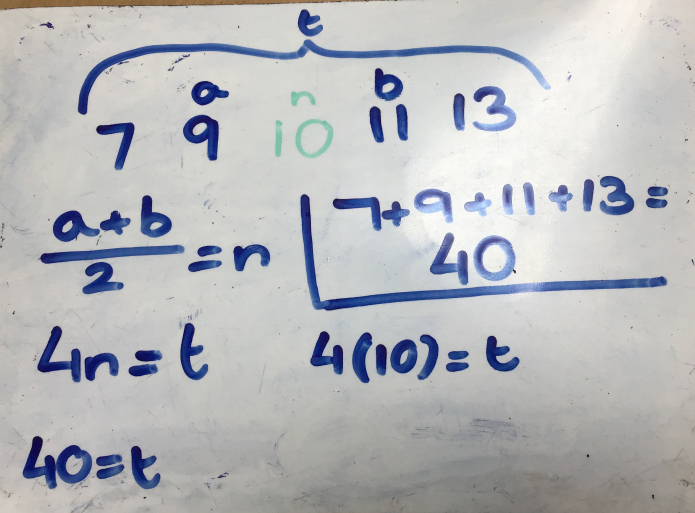 t
a n b
7 9 10 11 13
a+b
2
=n
7+9+11+13=
40
4n=t
4(10)=t
40=t